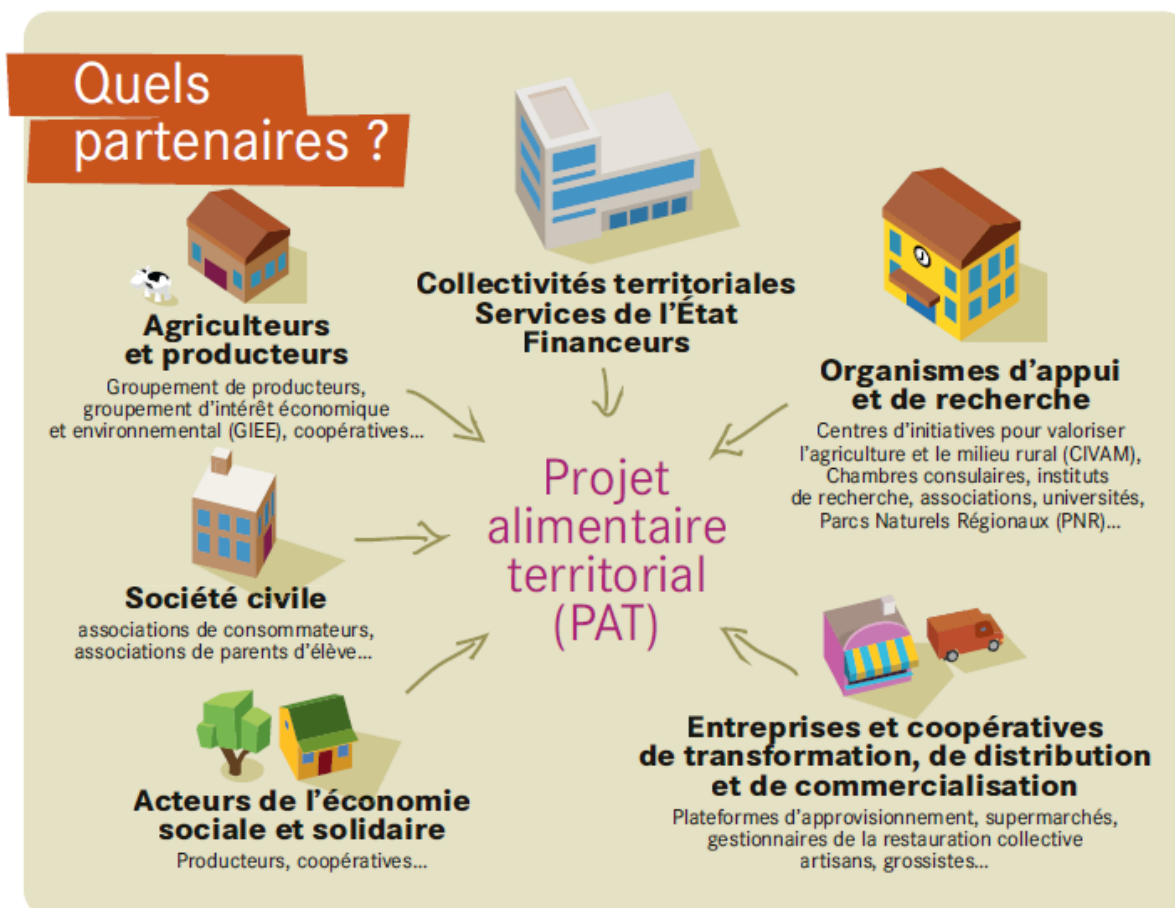 Quels
partenaires ?
Collectivités territoriales
Services de l'État
Financeurs
Agriculteurs
et producteurs
Groupement de producteurs,
groupement d'intérêt économique
et environnemental (GIEE), coopératives...
Organismes d'appui
et de recherche
Centres d'initiatives pour valoriser
l'agriculture et le milieu rural (CIVAM),
Chambres consulaires, instituts
de recherche, associations, universités,
Parcs Naturels Régionaux (PNR)...
Projet
alimentaire
territorial
(PAT)
Société civile
associations de consommateurs,
associations de parents d'élève...
Acteurs de l'économie
sociale et solidaire
Producteurs, coopératives...
Entreprises et coopératives
de transformation, de distribution
et de commercialisation
Plateformes d'approvisionnement, supermarchés,
gestionnaires de la restauration collective
artisans, grossistes...